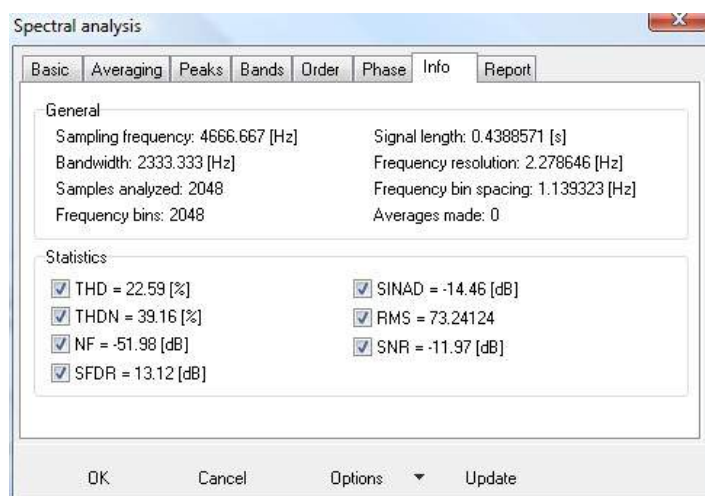 Spectral analysis
Basic Averaging Peaks Bands Order Phase Info Report
General
Sampling frequency: 4666.667 [Hz]
Bandwidth: 2333.333 [Hz]
Samples analyzed: 2048
Frequency bins: 2048
Signal length: 0.4388571 [s]
Frequency resolution: 2.278646 [Hz]
Frequency bin spacing: 1.139323 [Hz]
Averages made: 0
Statistics
THD = 22.59 [%]
THDN = 39.16 [%]
NF = -51.98 [dB]
SFDR = 13.12 [dB]
SINAD = -14.46 [dB]
RMS = 73.24124
SNR = -11.97 [dB]
OK Cancel Options Update